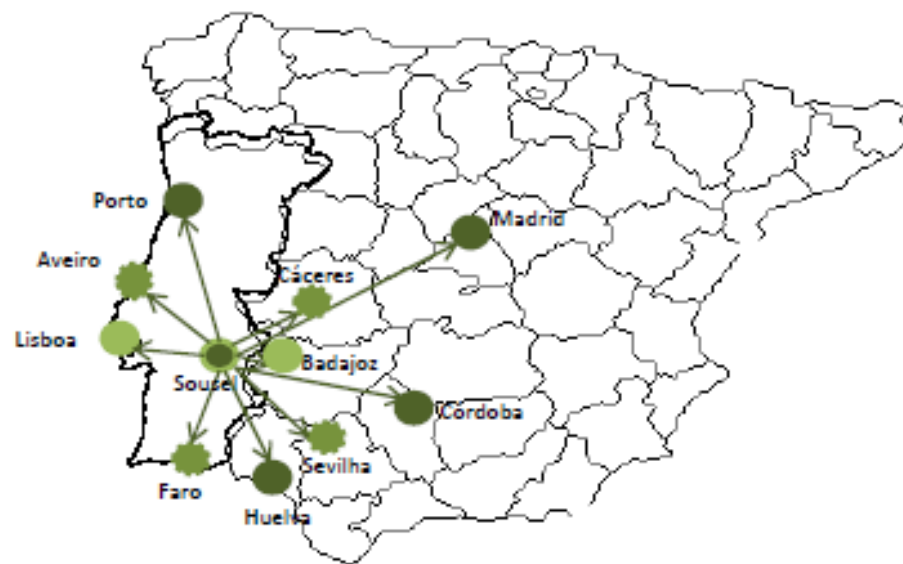 Porto
Madrid
Aveiro
Cáceres
Lisboa
Badajoz
Sousel
Córdoba
Sevilha
Faro
Huelva